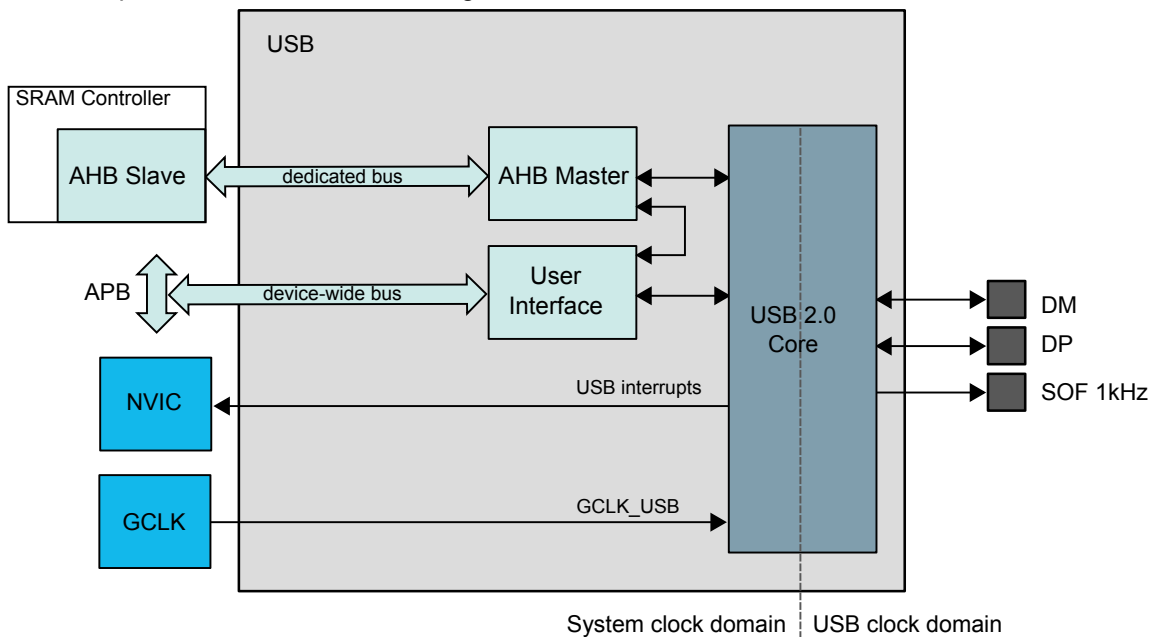 USB
SRAM Controller
AHB Slave
dedicated bus
AHB Master
APB
device-wide bus
User
Interface
USB 2.0
Core
DM
DP
SOF 1kHz
NVIC
USB interrupts
GCLK
GCLK_USB
System clock domain
USB clock domain